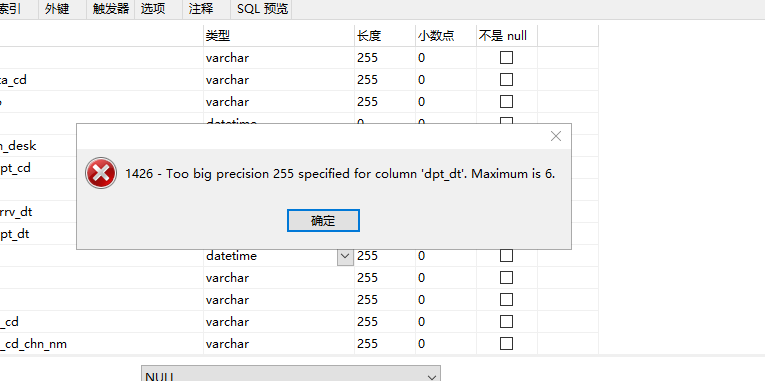 索引 外键 触发器 选项 注释 SQL 预览
类型 长度 小数点 不是 null
varchar 255 0
ta_cd varchar 255 0
varchar 255 0
datetime 0 0
n_desk
pt_cd
1426 - Too big precision 255 specified for column 'dpt_dt'. Maximum is 6.
rrv_dt
确定
pt_dt
datetime 255 0
varchar 255 0
varchar 255 0
_cd varchar 255 0
_cd_chn_nm varchar 255 0
NULL